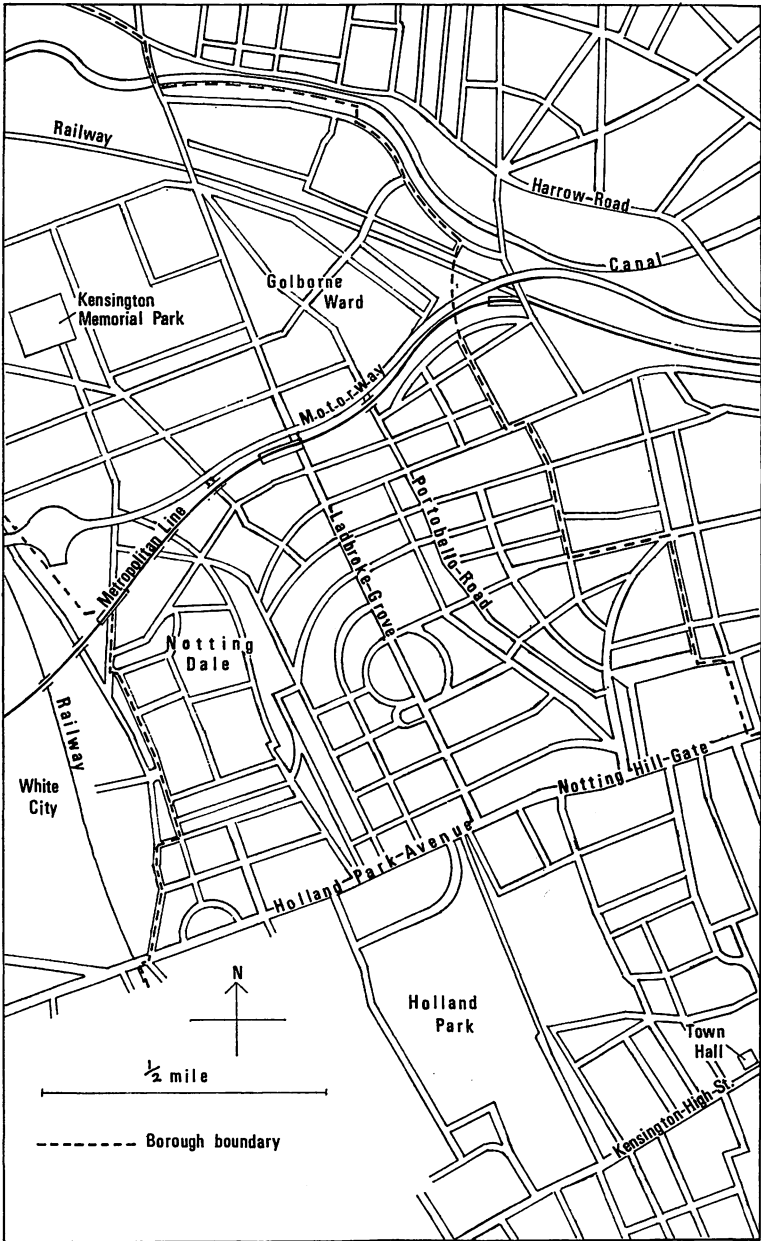 Railway
Harrow-Road
Canal
Golborne
Ward
Kensington
Memorial Park
M-o-t-o-r-w-a-y
Metropolitan Line
Ladbroke-Grove
Portobello-Road
Notting
Dale
Railway
White
City
Notting-Hill-Gate
Holland-Park-Avenue
N
Holland
Park
Town
Hall
½ mile
Kensington-High-St.
Borough boundary